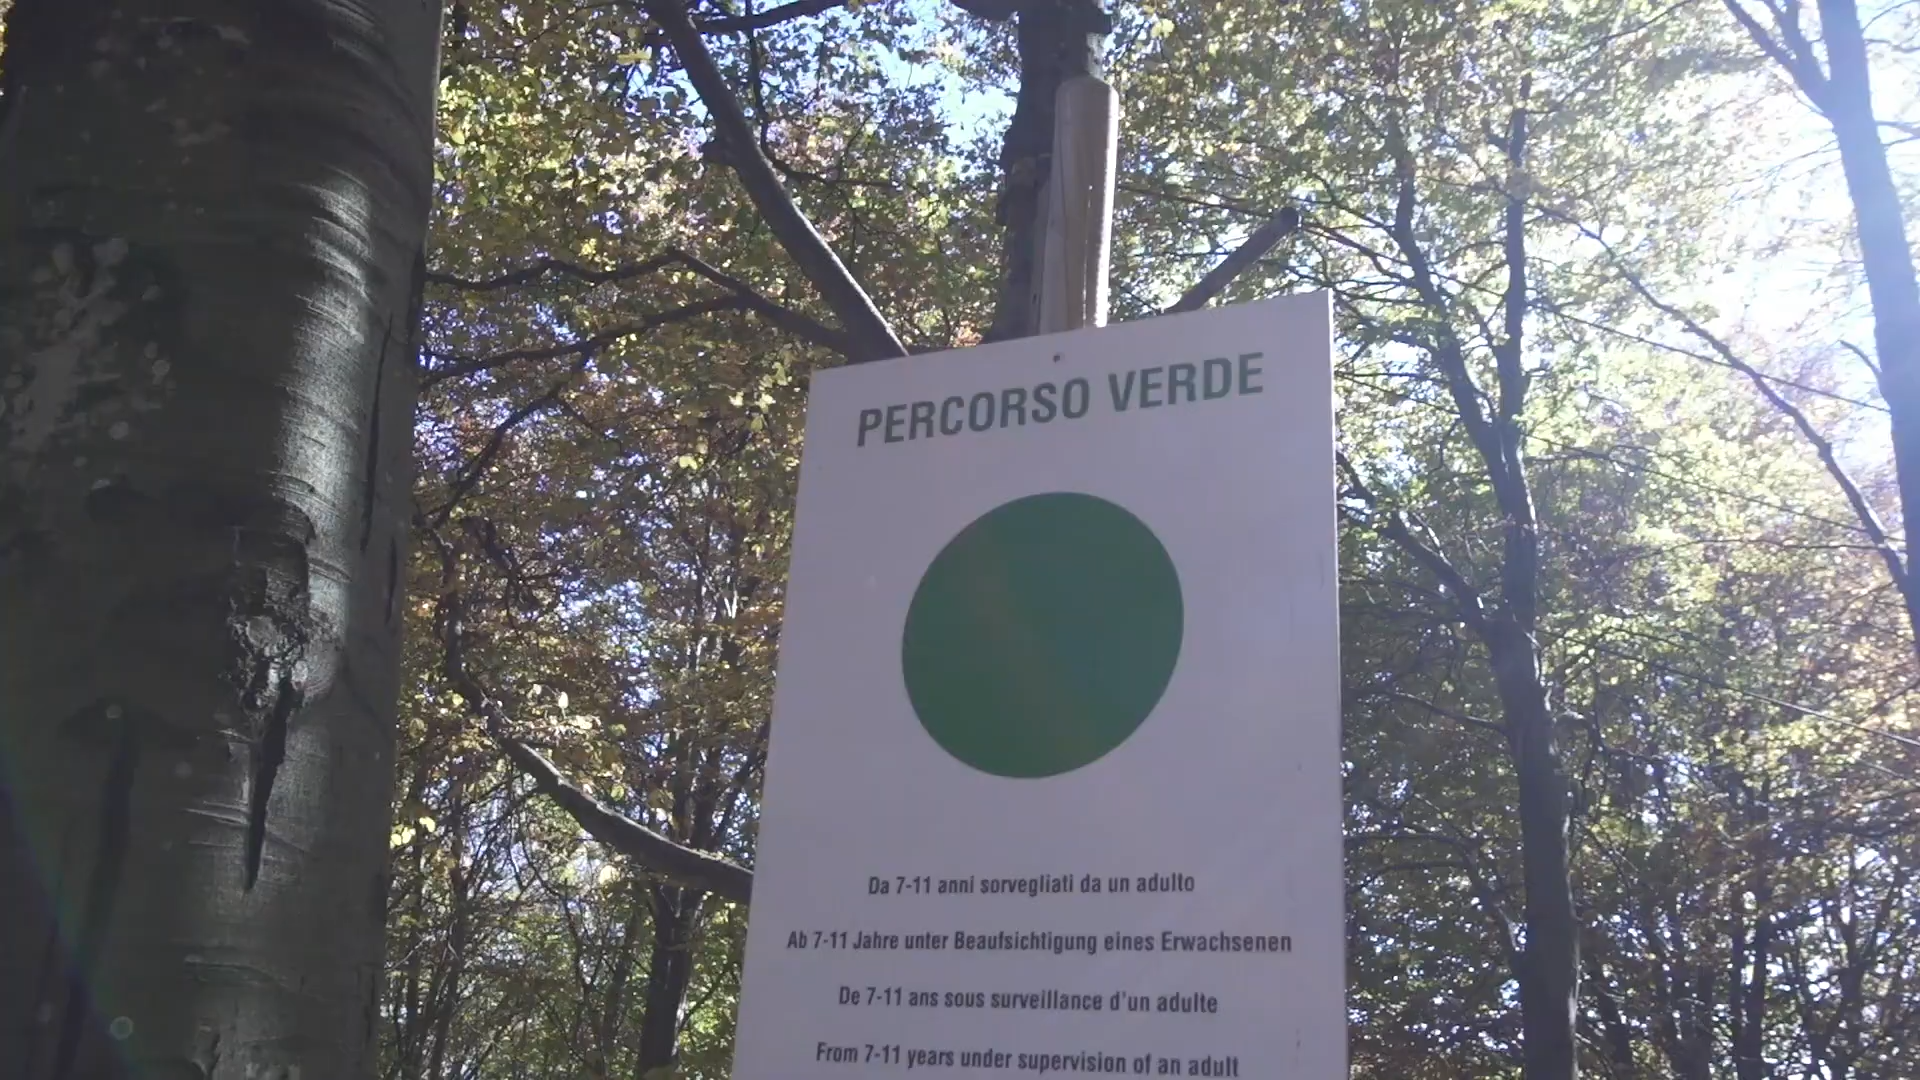 PERCORSO VERDE
Da 7-11 anni sorvegliati da un adulto
Ab 7-11 Jahre unter Beaufsichtigung eines Erwachsenen
De 7-11 ans sous surveillance d'un adulte
From 7-11 years under supervision of an adult